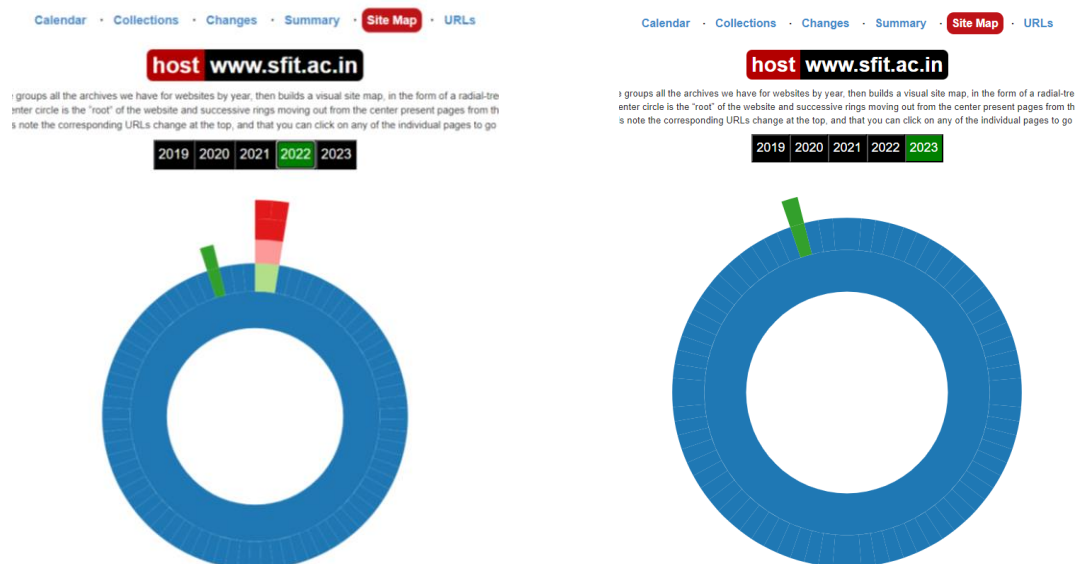 Calendar · Collections · Changes · Summary · Site Map · URLs
host www.sfit.ac.in
groups all the archives we have for websites by year, then builds a visual site map, in the form of a radial-tre
enter circle is the "root" of the website and successive rings moving out from the center present pages from th
s note the corresponding URLs change at the top, and that you can click on any of the individual pages to go
2019 2020 2021 2022 2023
Calendar · Collections · Changes · Summary · Site Map · URLs
host www.sfit.ac.in
groups all the archives we have for websites by year, then builds a visual site map, in the form of a radial-tre
enter circle is the "root" of the website and successive rings moving out from the center present pages from th
s note the corresponding URLs change at the top, and that you can click on any of the individual pages to go
2019 2020 2021 2022 2023